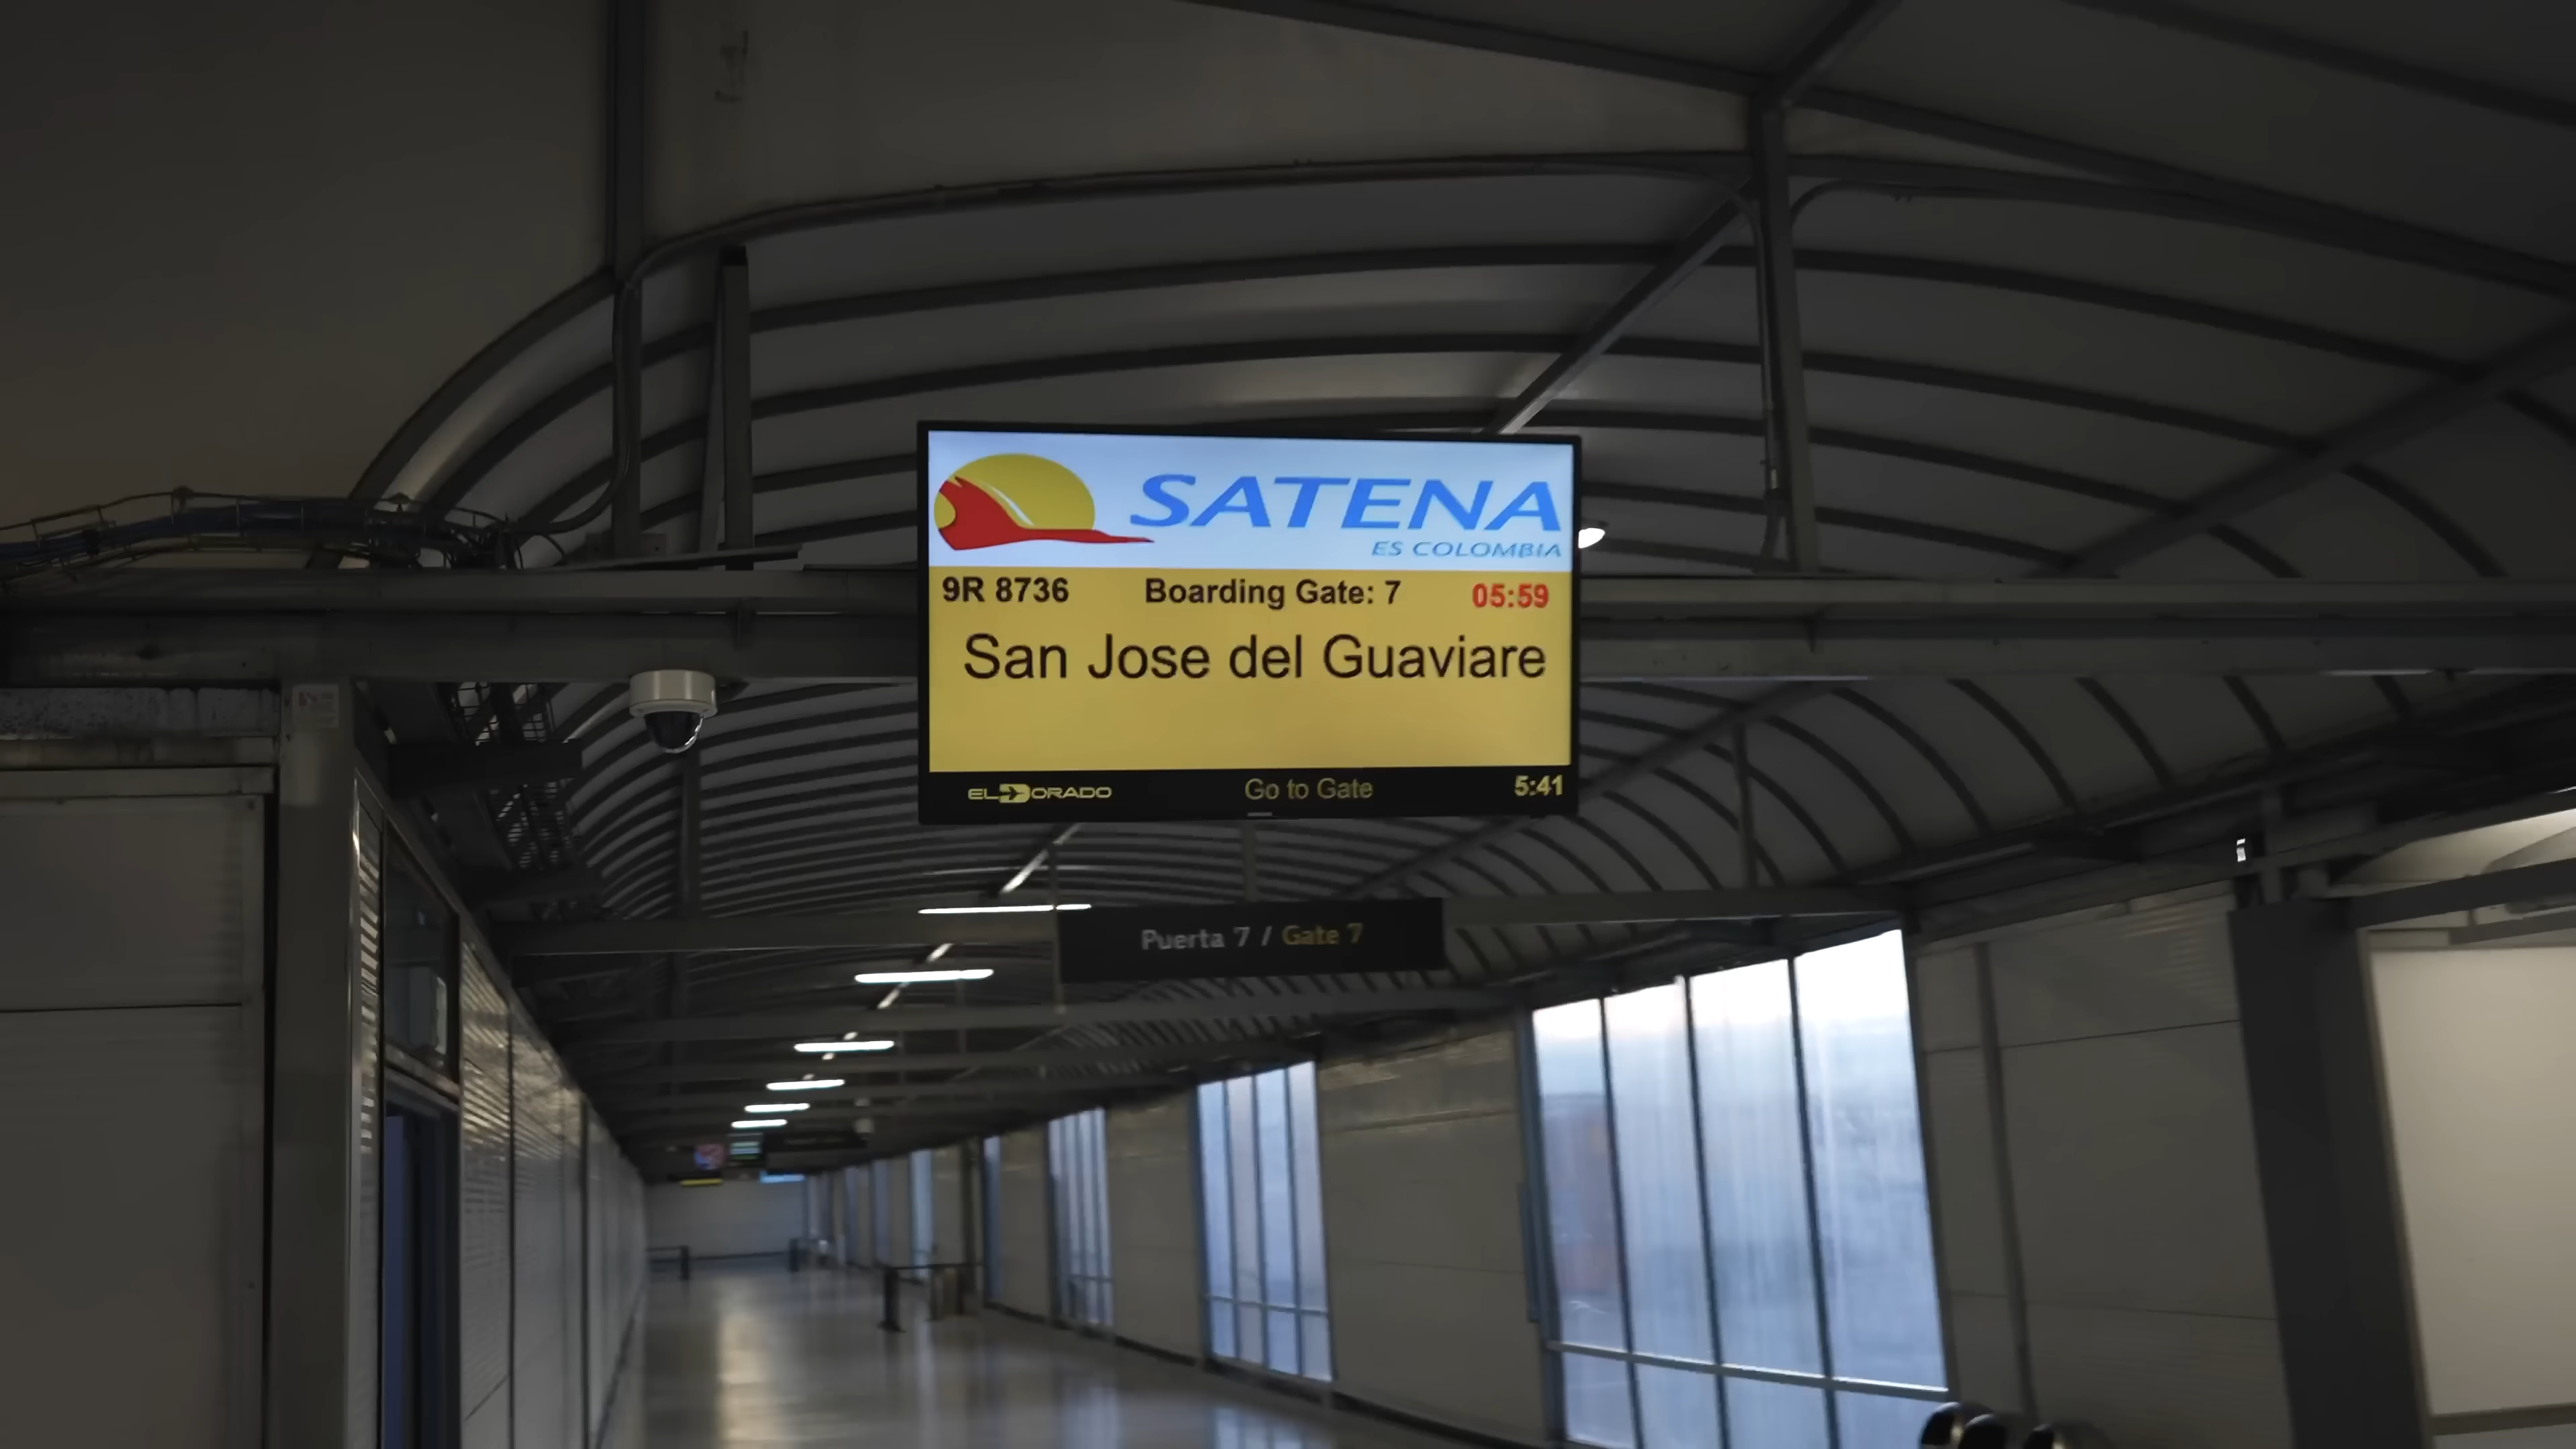 SATENA
ES COLOMBIA
9R 8736 Boarding Gate: 7 05:59
San Jose del Guaviare
EL DORADO Go to Gate 5:41
Puerta 7 / Gate 7